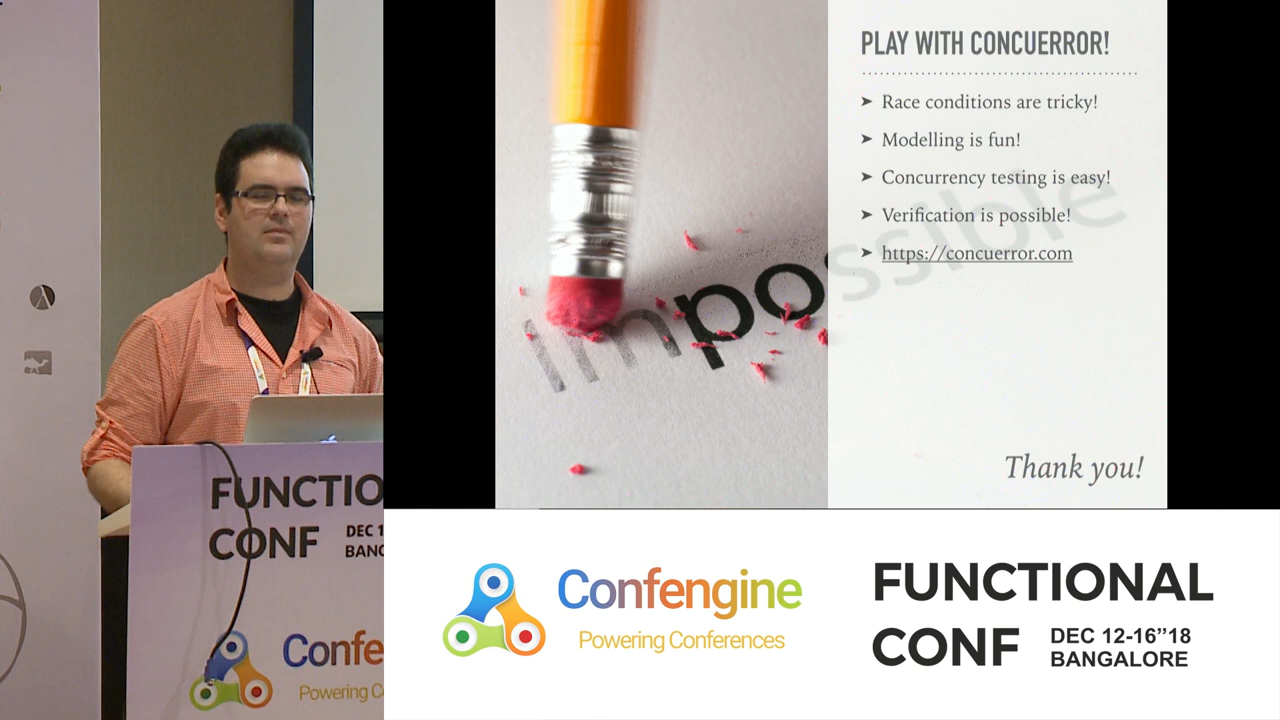 PLAY WITH CONCUERROR!
➤ Race conditions are tricky!
➤ Modelling is fun!
➤ Concurrency testing is easy!
➤ Verification is possible!
➤ https://concuerror.com
impossible
Thank you!
FUNCTIO
CONF
DEC 1
BANG
Confe
Powering C
Confengine
Powering Conferences
FUNCTIONAL
CONF
DEC 12-16”18
BANGALORE